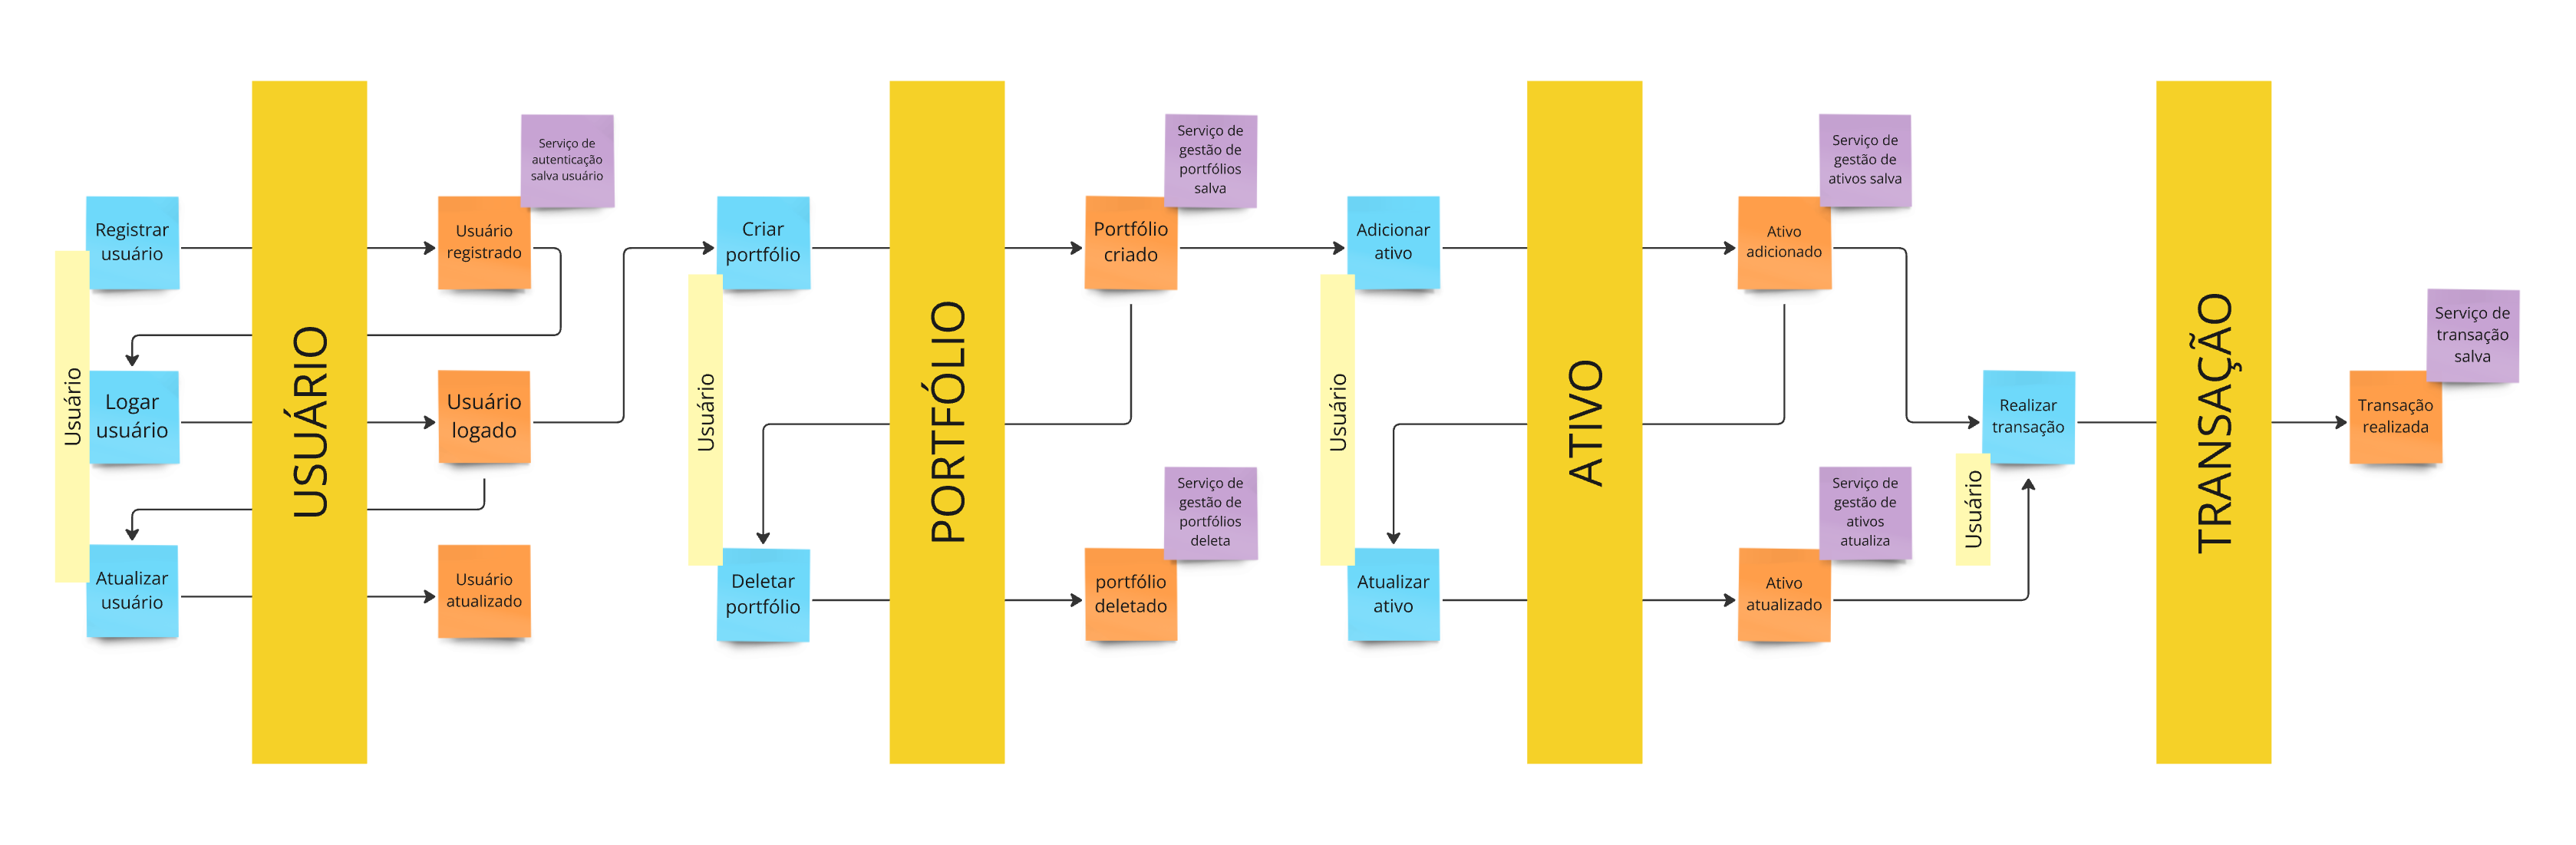 Registrar
usuário
Logar
usuário
Atualizar
usuário
Usuário
USUÁRIO
Serviço de
autenticação
salva usuário
Usuário
registrado
Usuário
logado
Usuário
atualizado
Criar
portfólio
Usuário
Deletar
portfólio
PORTFÓLIO
Serviço de
gestão de
portfólios
salva
Portfólio
criado
Serviço de
gestão de
portfólios
deleta
portfólio
deletado
Adicionar
ativo
Usuário
Atualizar
ativo
ATIVO
Serviço de
gestão de
ativos salva
Ativo
adicionado
Serviço de
gestão de
ativos
atualiza
Ativo
atualizado
Realizar
transação
Usuário
TRANSAÇÃO
Serviço de
transação
salva
Transação
realizada